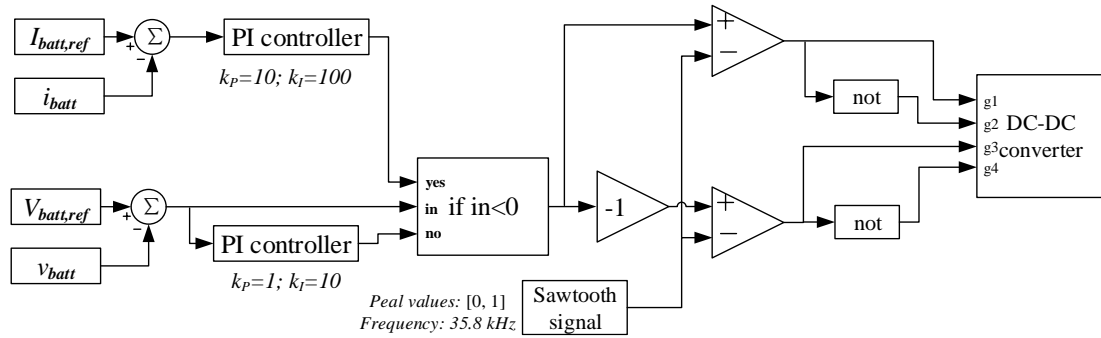 I_batt,ref
+
Σ
−
PI controller
k_P=10; k_I=100
i_batt
V_batt,ref
+
Σ
−
PI controller
k_P=1; k_I=10
v_batt
yes
in
no
if in<0
-1
Peal values: [0, 1]
Frequency: 35.8 kHz
Sawtooth
signal
+
−
+
−
not
not
g1
g2
g3
g4
DC-DC
converter